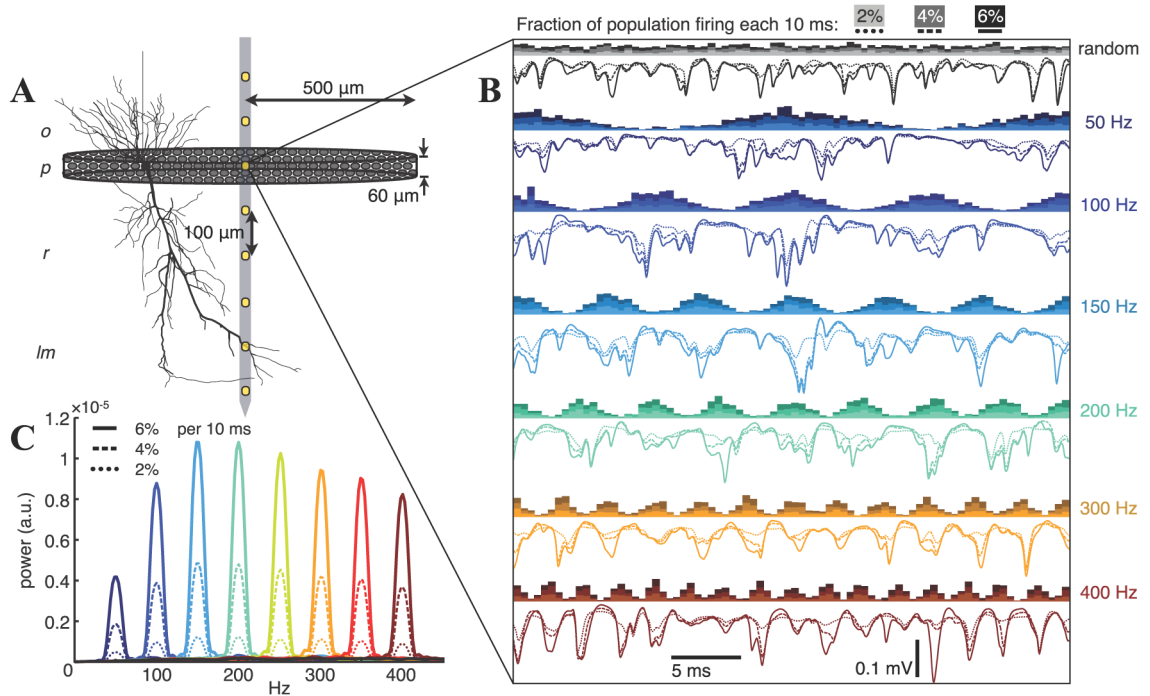 Fraction of population firing each 10 ms: 2% 4% 6%
A
500 µm
o
p
60 µm
100 µm
r
lm
B
random
50 Hz
100 Hz
150 Hz
200 Hz
300 Hz
400 Hz
5 ms
0.1 mV
C
×10⁻⁵
6% per 10 ms
4%
2%
1.2
1
0.8
0.6
0.4
0.2
0
power (a.u.)
100 200 300 400
Hz